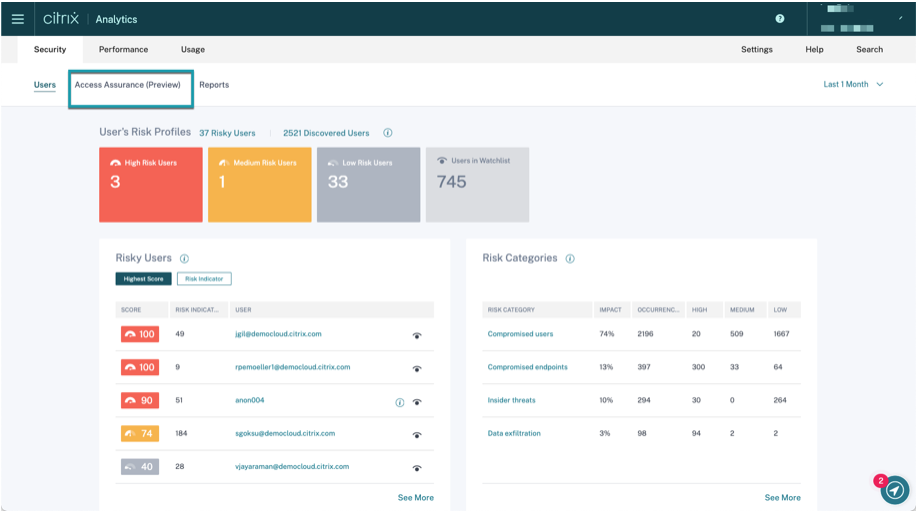 citrix Analytics ?
Security Performance Usage Settings Help Search
Users Access Assurance (Preview) Reports Last 1 Month
User's Risk Profiles 37 Risky Users 2521 Discovered Users i
High Risk Users Medium Risk Users Low Risk Users Users in Watchlist
3 1 33 745
Risky Users i
Highest Score Risk Indicator
SCORE RISK INDICAT... USER
100 49 jgil@democloud.citrix.com
100 9 rpemoeller1@democloud.citrix.com
90 51 anon004 i
74 184 sgoksu@democloud.citrix.com
40 28 vjayaraman@democloud.citrix.com
See More
Risk Categories i
RISK CATEGORY IMPACT OCCURRENC... HIGH MEDIUM LOW
Compromised users 74% 2196 20 509 1667
Compromised endpoints 13% 397 300 33 64
Insider threats 10% 294 30 0 264
Data exfiltration 3% 98 94 2 2
See More
2